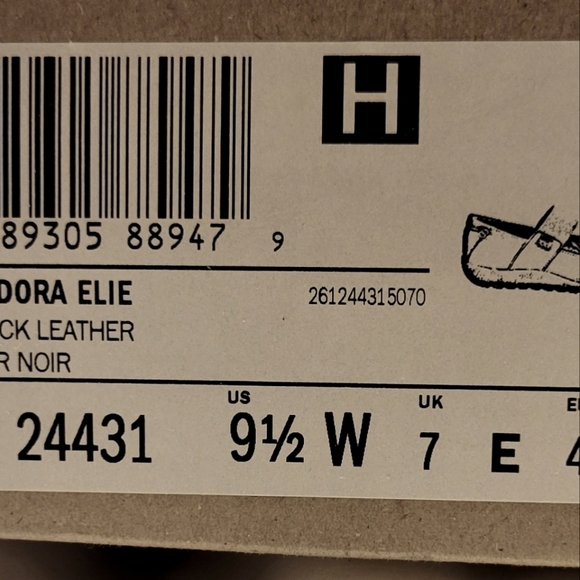 H
89305 88947 9
DORA ELIE
261244315070
CK LEATHER
R NOIR
US
UK
24431
9½ W
7 E